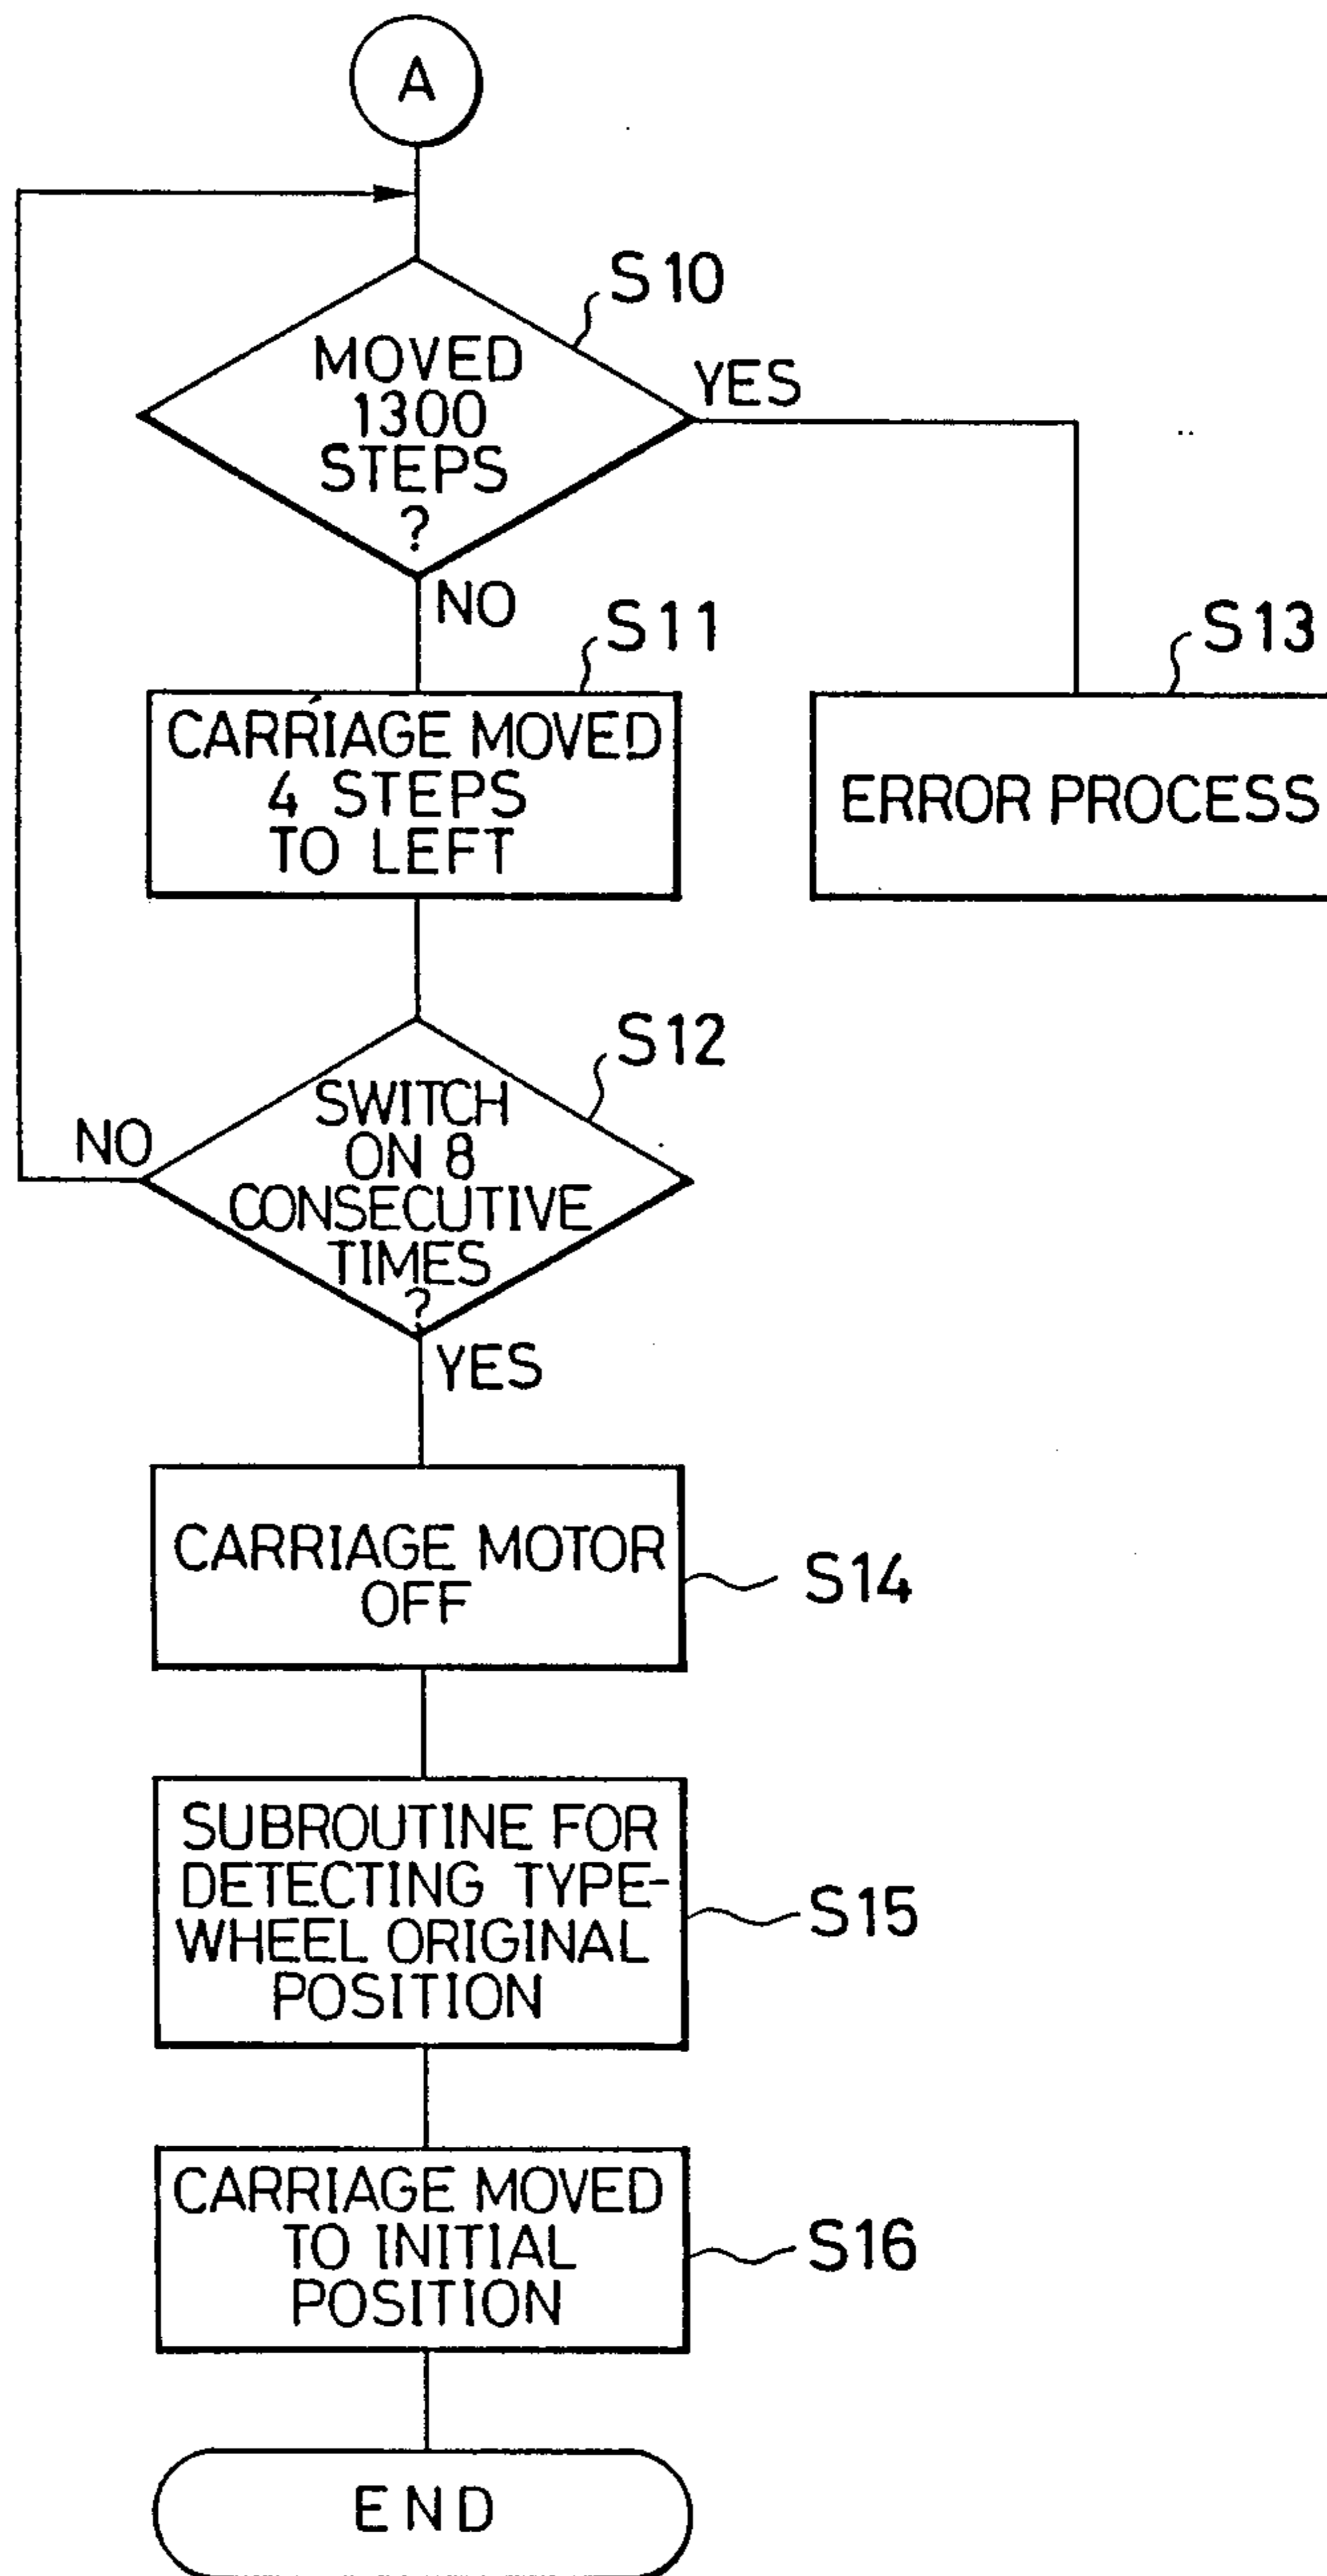 A
S10
MOVED
1300
STEPS
?
YES
NO
S11
CARRIAGE MOVED
4 STEPS
TO LEFT
S13
ERROR PROCESS
S12
SWITCH
ON 8
CONSECUTIVE
TIMES
?
NO
YES
CARRIAGE MOTOR
OFF
S14
SUBROUTINE FOR
DETECTING TYPE-
WHEEL ORIGINAL
POSITION
S15
CARRIAGE MOVED
TO INITIAL
POSITION
S16
END